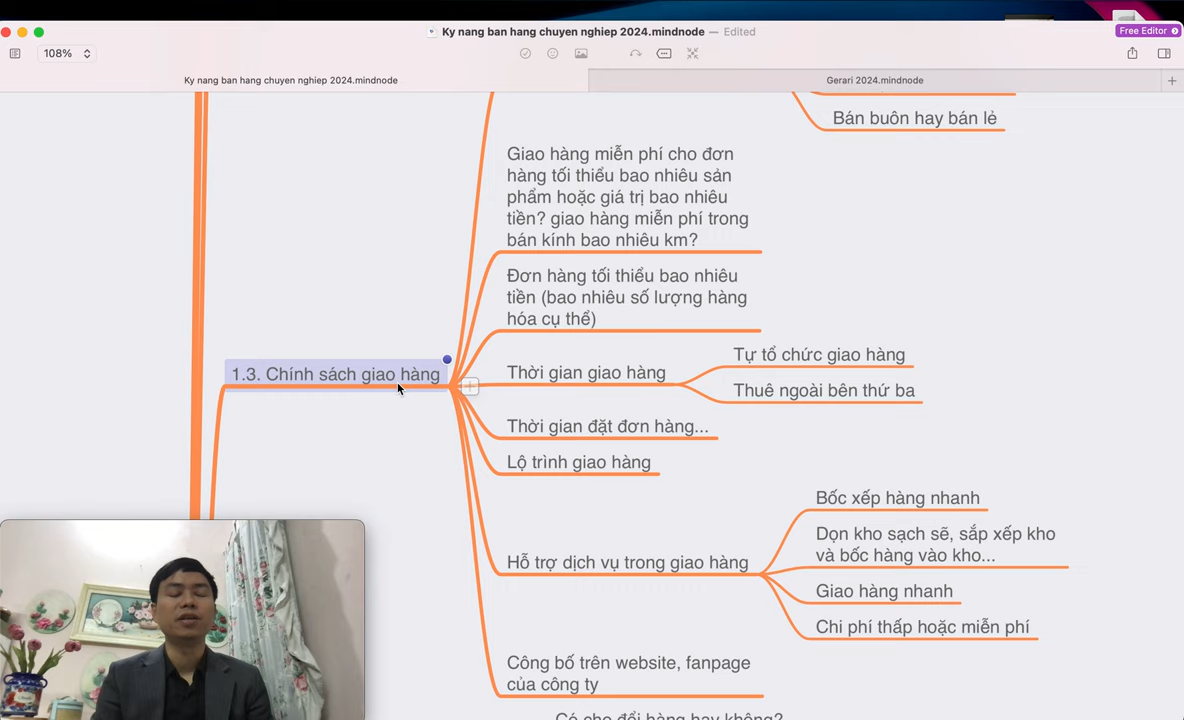 Ky nang ban hang chuyen nghiep 2024.mindnode — Edited
Free Editor
108%
Ky nang ban hang chuyen nghiep 2024.mindnode
Gerari 2024.mindnode
Bán buôn hay bán lẻ
Giao hàng miễn phí cho đơn
hàng tối thiểu bao nhiêu sản
phẩm hoặc giá trị bao nhiêu
tiền? giao hàng miễn phí trong
bán kính bao nhiêu km?
Đơn hàng tối thiểu bao nhiêu
tiền (bao nhiêu số lượng hàng
hóa cụ thể)
1.3. Chính sách giao hàng
Thời gian giao hàng
Tự tổ chức giao hàng
Thuê ngoài bên thứ ba
Thời gian đặt đơn hàng...
Lộ trình giao hàng
Hỗ trợ dịch vụ trong giao hàng
Bốc xếp hàng nhanh
Dọn kho sạch sẽ, sắp xếp kho
và bốc hàng vào kho...
Giao hàng nhanh
Chi phí thấp hoặc miễn phí
Công bố trên website, fanpage
của công ty
Có cho đổi hàng hay không?